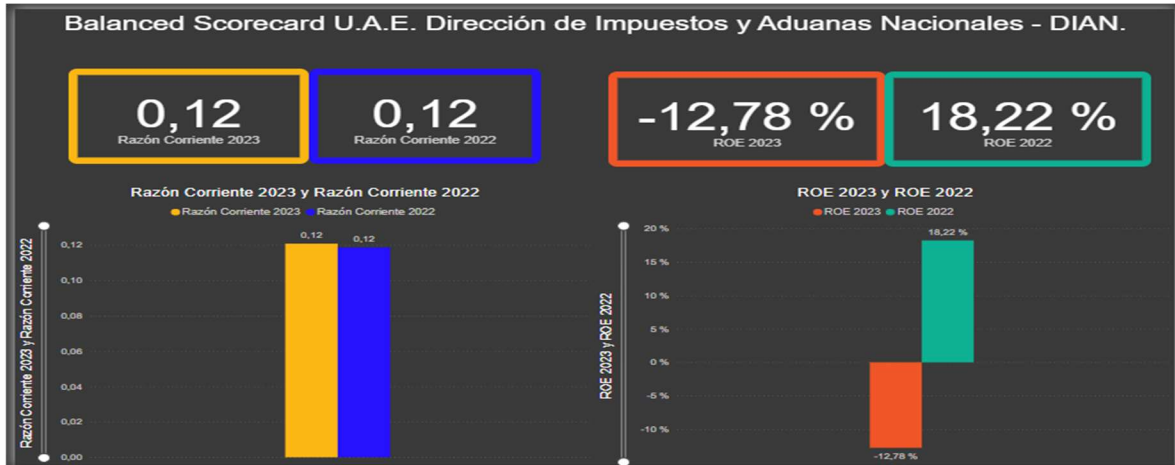 Balanced Scorecard U.A.E. Dirección de Impuestos y Aduanas Nacionales - DIAN.
0,12
Razón Corriente 2023
0,12
Razón Corriente 2022
-12,78 %
ROE 2023
18,22 %
ROE 2022
Razón Corriente 2023 y Razón Corriente 2022
Razón Corriente 2023 Razón Corriente 2022
Razón Corriente 2023 y Razón Corriente 2022
0,12
0,10
0,08
0,06
0,04
0,02
0,00
0,12
0,12
ROE 2023 y ROE 2022
ROE 2023 ROE 2022
ROE 2023 y ROE 2022
20 %
15 %
10 %
5 %
0 %
-5 %
-10 %
18,22 %
-12,78 %